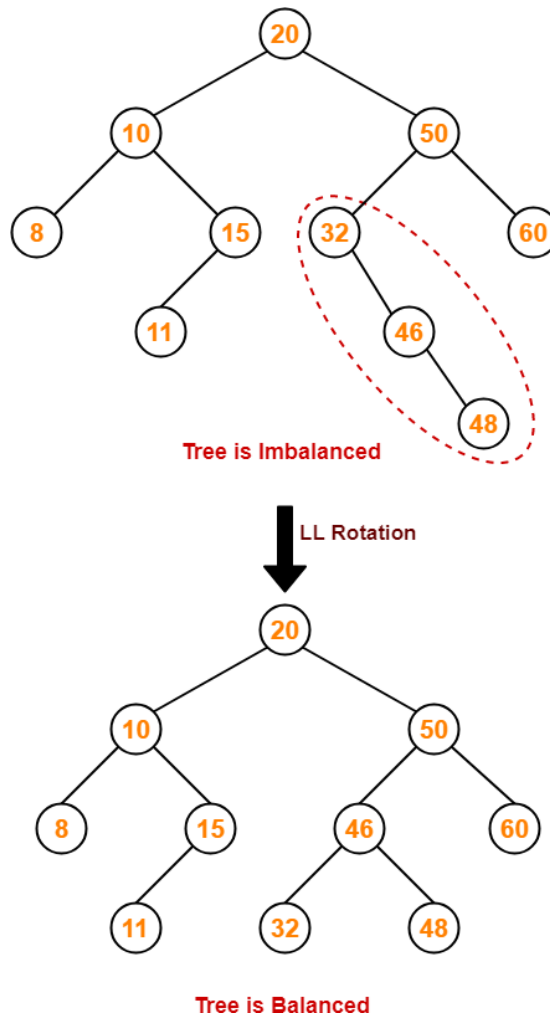 20
10 50
8 15 32 60
11 46
48
Tree is Imbalanced
LL Rotation
20
10 50
8 15 46 60
11 32 48
Tree is Balanced